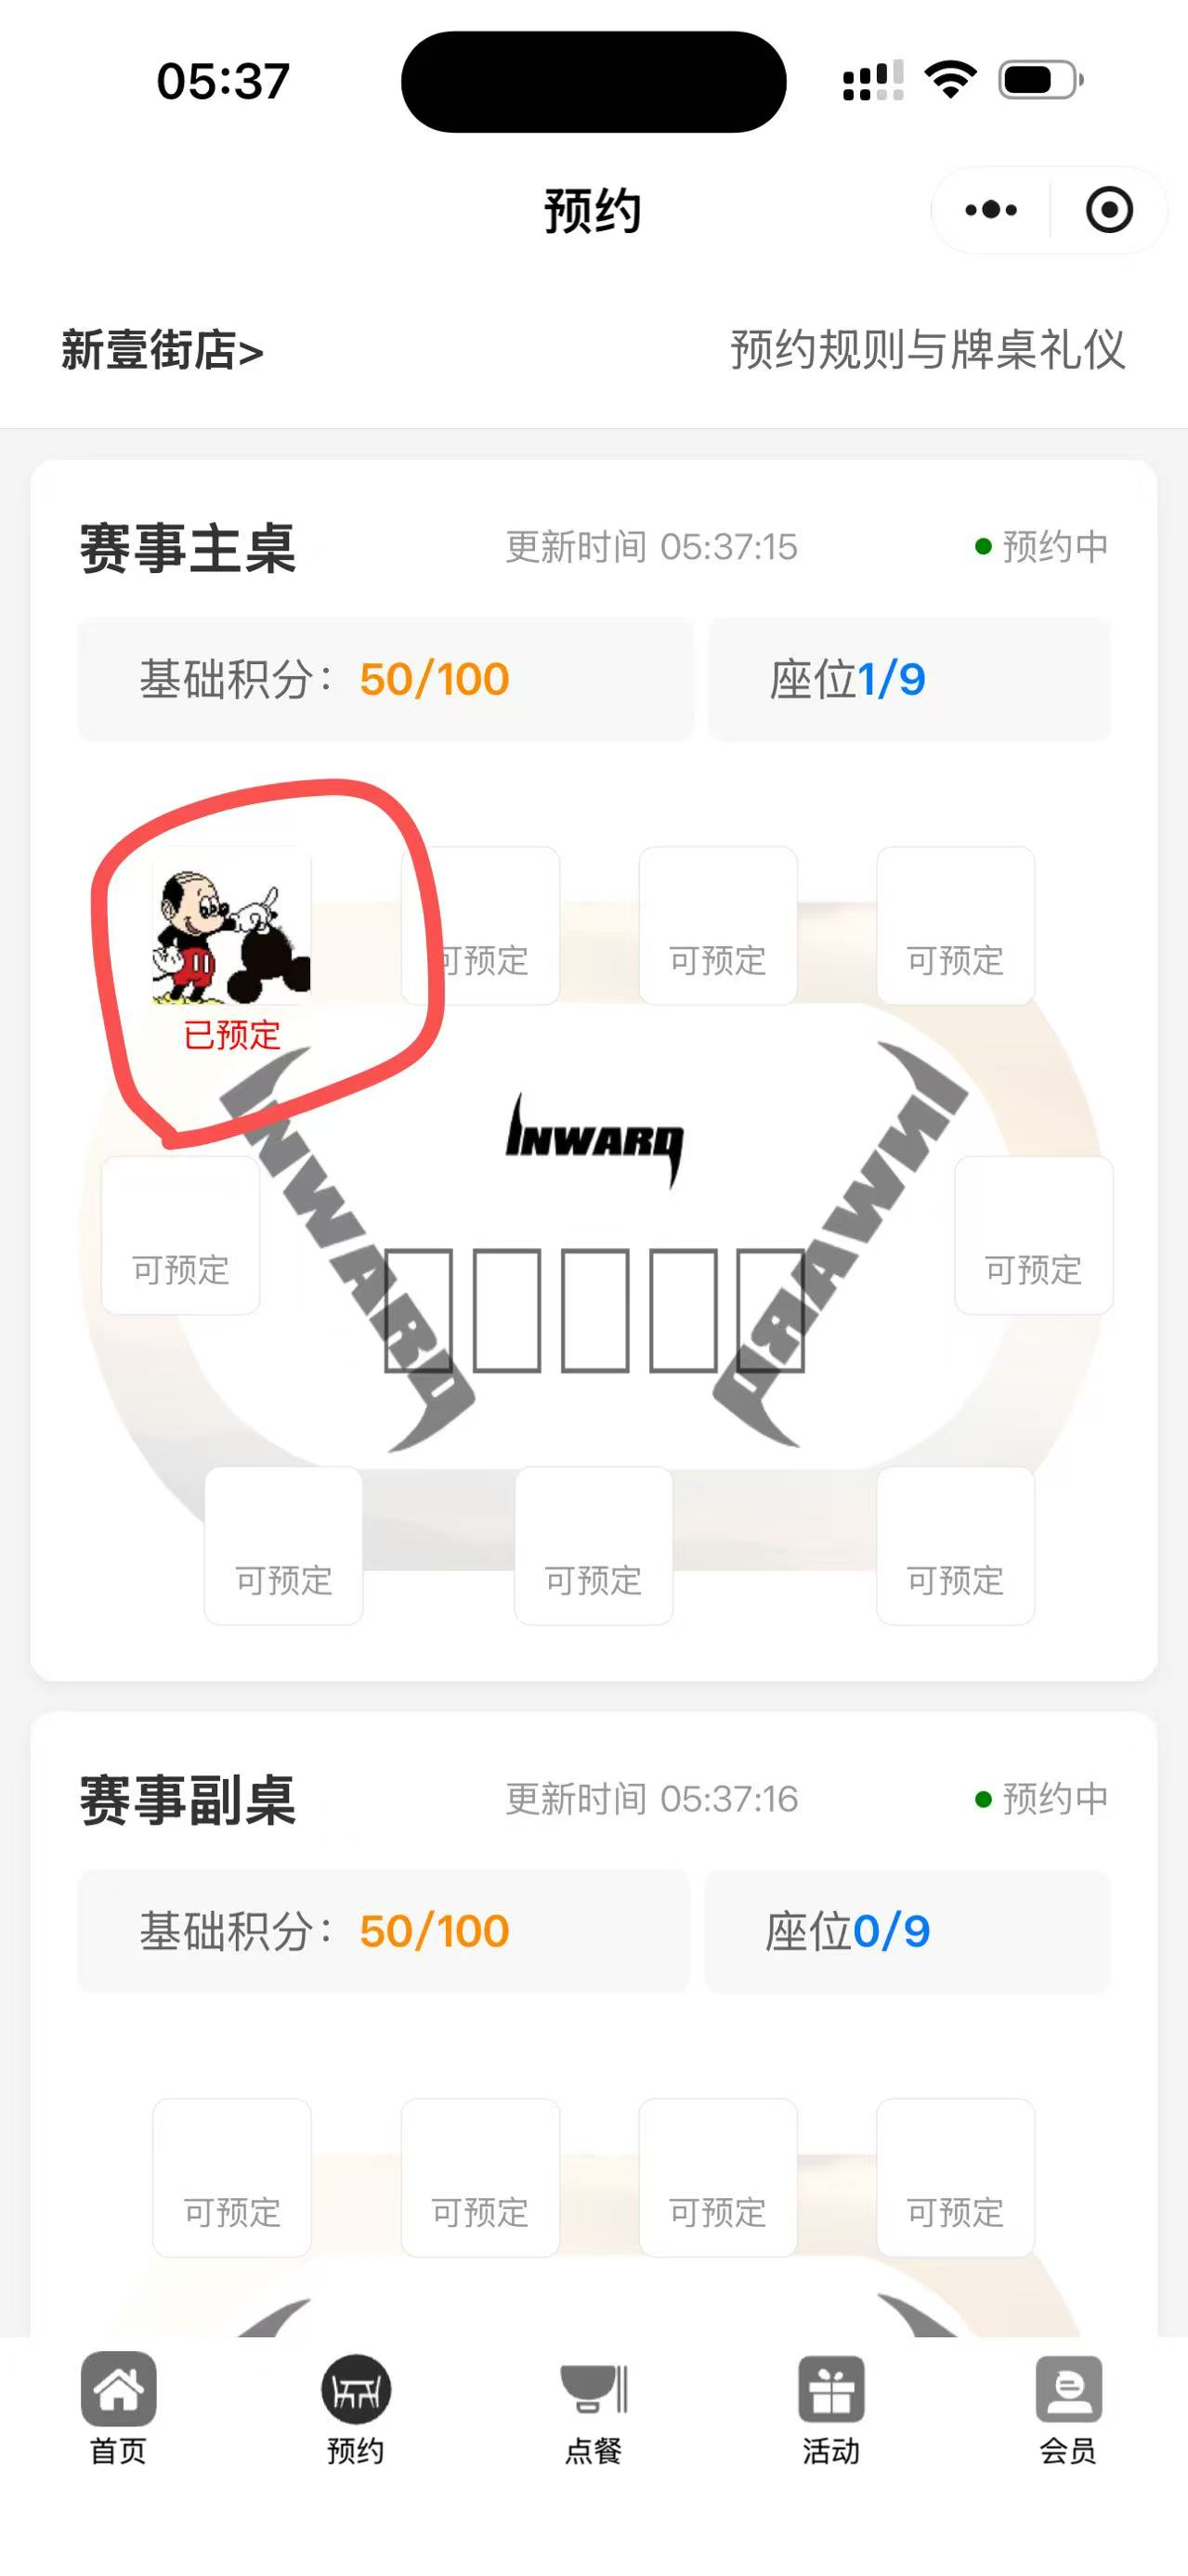 05:37
预约
新壹街店>
预约规则与牌桌礼仪
赛事主桌
更新时间 05:37:15
预约中
基础积分：50/100
座位1/9
可预定
可预定
可预定
已预定
INWARD
INWARD
INWARD
可预定
可预定
可预定
可预定
可预定
赛事副桌
更新时间 05:37:16
预约中
基础积分：50/100
座位0/9
可预定
可预定
可预定
可预定
首页
预约
点餐
活动
会员